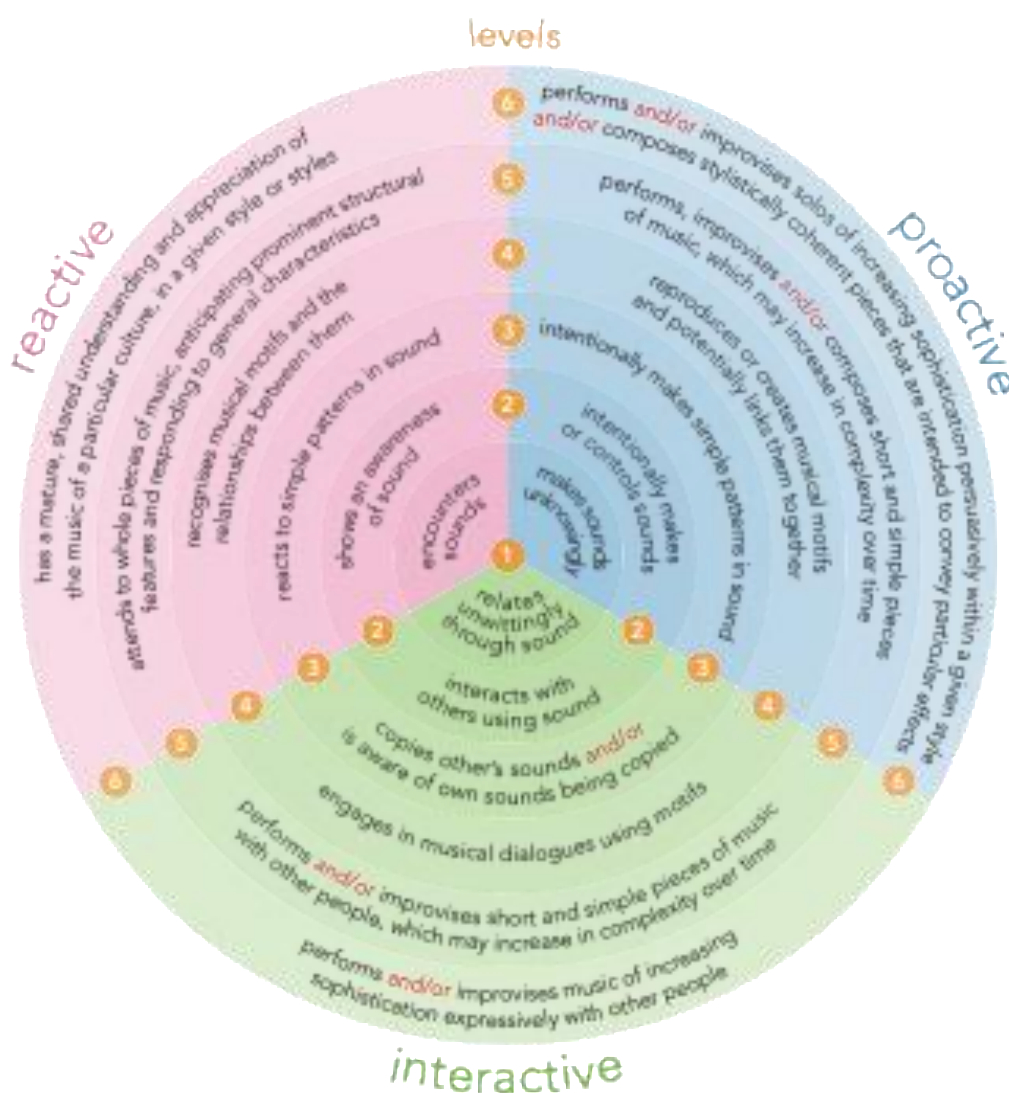 levels
reactive
has a mature, shared understanding and appreciation of
the music of a particular culture, in a given style or styles
attends to whole pieces of music, anticipating prominent structural
features and responding to general characteristics
recognises musical motifs and the
relationships between them
reacts to simple patterns in sound
shows an awareness
of sound
encounters
sounds
proactive
performs and/or improvises solos of increasing sophistication persuasively within a given style
and/or composes stylistically coherent pieces that are intended to convey particular effects
performs, improvises and/or composes short and simple pieces
of music, which may increase in complexity over time
reproduces or creates musical motifs
and potentially links them together
intentionally makes simple patterns in sound
intentionally makes
or controls sounds
makes sounds
unknowingly
6
5
4
3
2
1
2
3
4
5
6
2
3
4
5
6
relates
unwittingly
through sound
interacts with
others using sound
copies other's sounds and/or
is aware of own sounds being copied
engages in musical dialogues using motifs
performs and/or improvises short and simple pieces of music
with other people, which may increase in complexity over time
performs and/or improvises music of increasing
sophistication expressively with other people
interactive